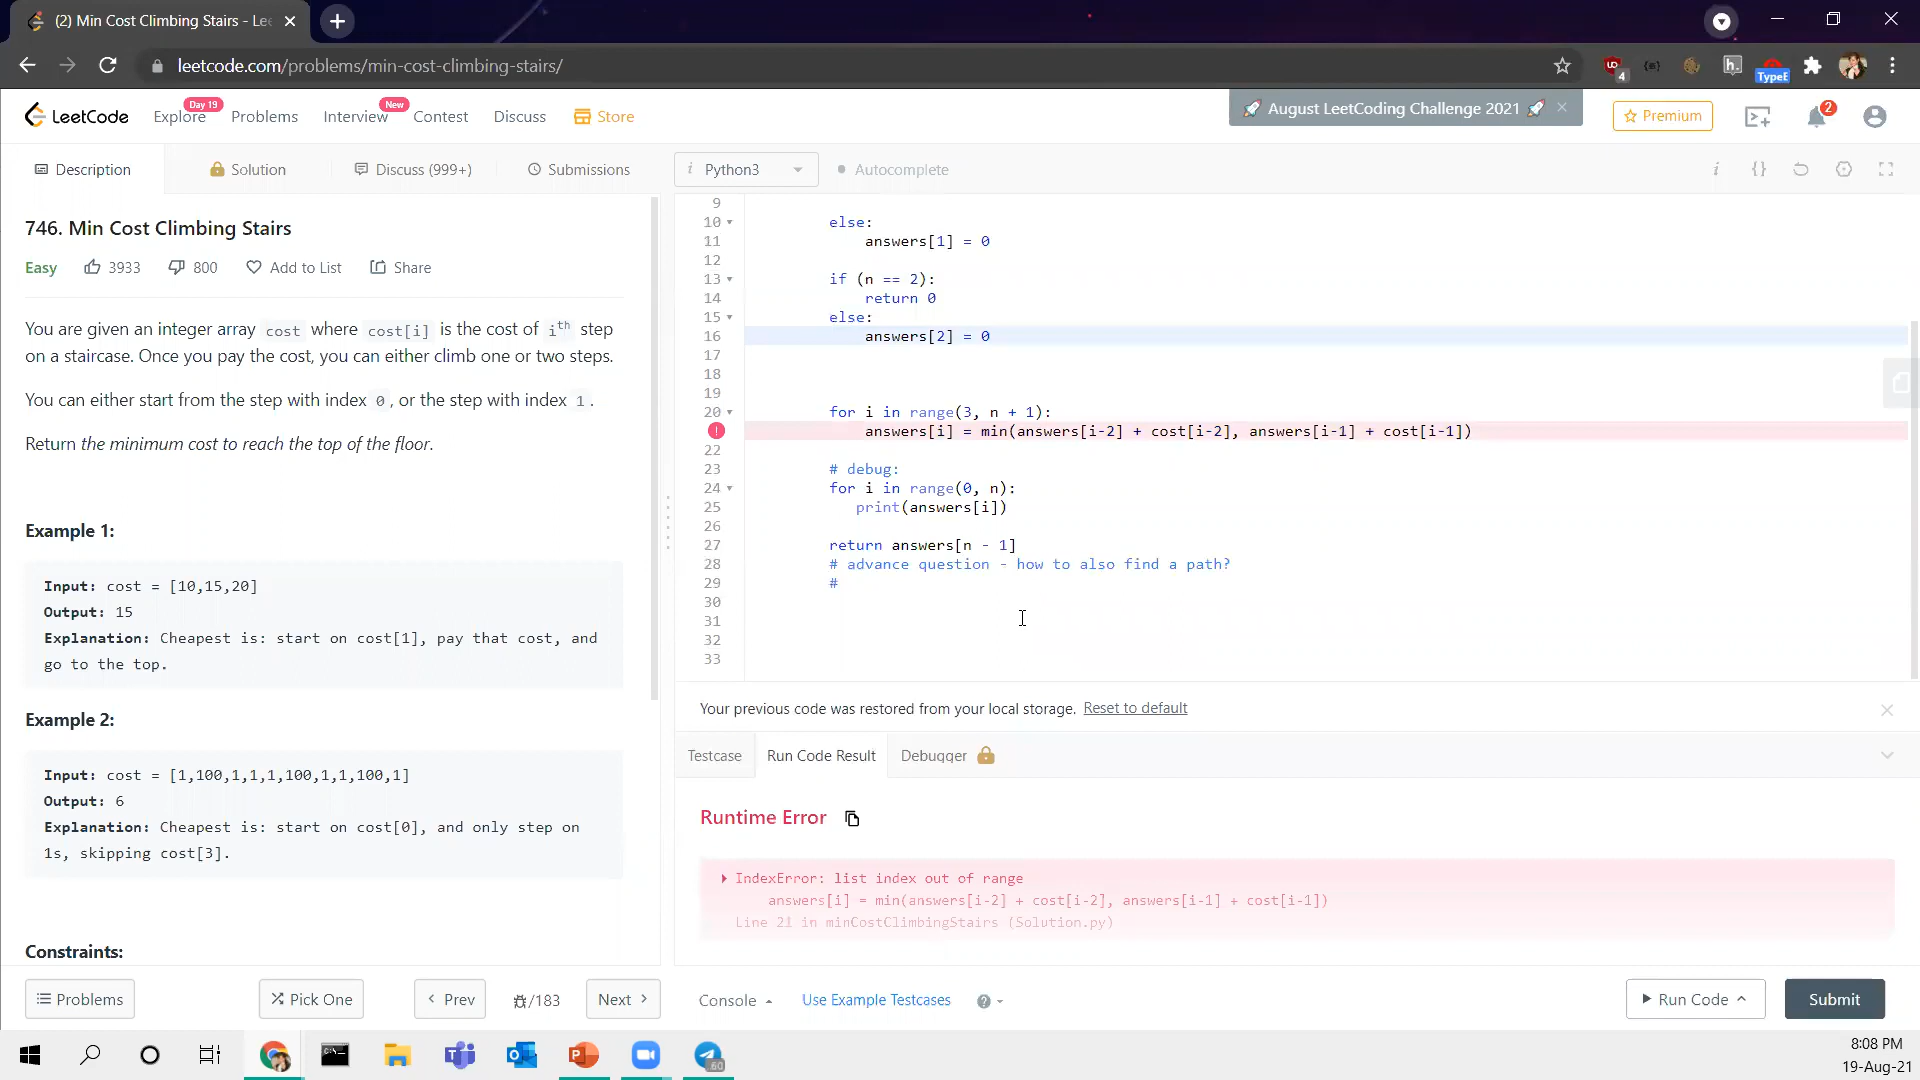 (2) Min Cost Climbing Stairs - Le
leetcode.com/problems/min-cost-climbing-stairs/
4
h.
TypeE
LeetCode
Explore
Day 19
Problems
Interview
New
Contest
Discuss
Store
🚀 August LeetCoding Challenge 2021 🚀
Premium
2
Description
Solution
Discuss (999+)
Submissions
i Python3
Autocomplete
i
{}
746. Min Cost Climbing Stairs
Easy
3933
800
Add to List
Share
You are given an integer array cost where cost[i] is the cost of ith step
on a staircase. Once you pay the cost, you can either climb one or two steps.
You can either start from the step with index 0, or the step with index 1.
Return the minimum cost to reach the top of the floor.
Example 1:
Input: cost = [10,15,20]
Output: 15
Explanation: Cheapest is: start on cost[1], pay that cost, and
go to the top.
Example 2:
Input: cost = [1,100,1,1,1,100,1,1,100,1]
Output: 6
Explanation: Cheapest is: start on cost[0], and only step on
1s, skipping cost[3].
Constraints:
9
10 else:
11 answers[1] = 0
12
13 if (n == 2):
14 return 0
15 else:
16 answers[2] = 0
17
18
19
20 for i in range(3, n + 1):
answers[i] = min(answers[i-2] + cost[i-2], answers[i-1] + cost[i-1])
22
23 # debug:
24 for i in range(0, n):
25 print(answers[i])
26
27 return answers[n - 1]
28 # advance question - how to also find a path?
29 #
30
31
32
33
Your previous code was restored from your local storage. Reset to default
Testcase
Run Code Result
Debugger
Runtime Error
IndexError: list index out of range
answers[i] = min(answers[i-2] + cost[i-2], answers[i-1] + cost[i-1])
Line 21 in minCostClimbingStairs (Solution.py)
Problems
Pick One
Prev
/183
Next
Console
Use Example Testcases
Run Code
Submit
60
8:08 PM
19-Aug-21